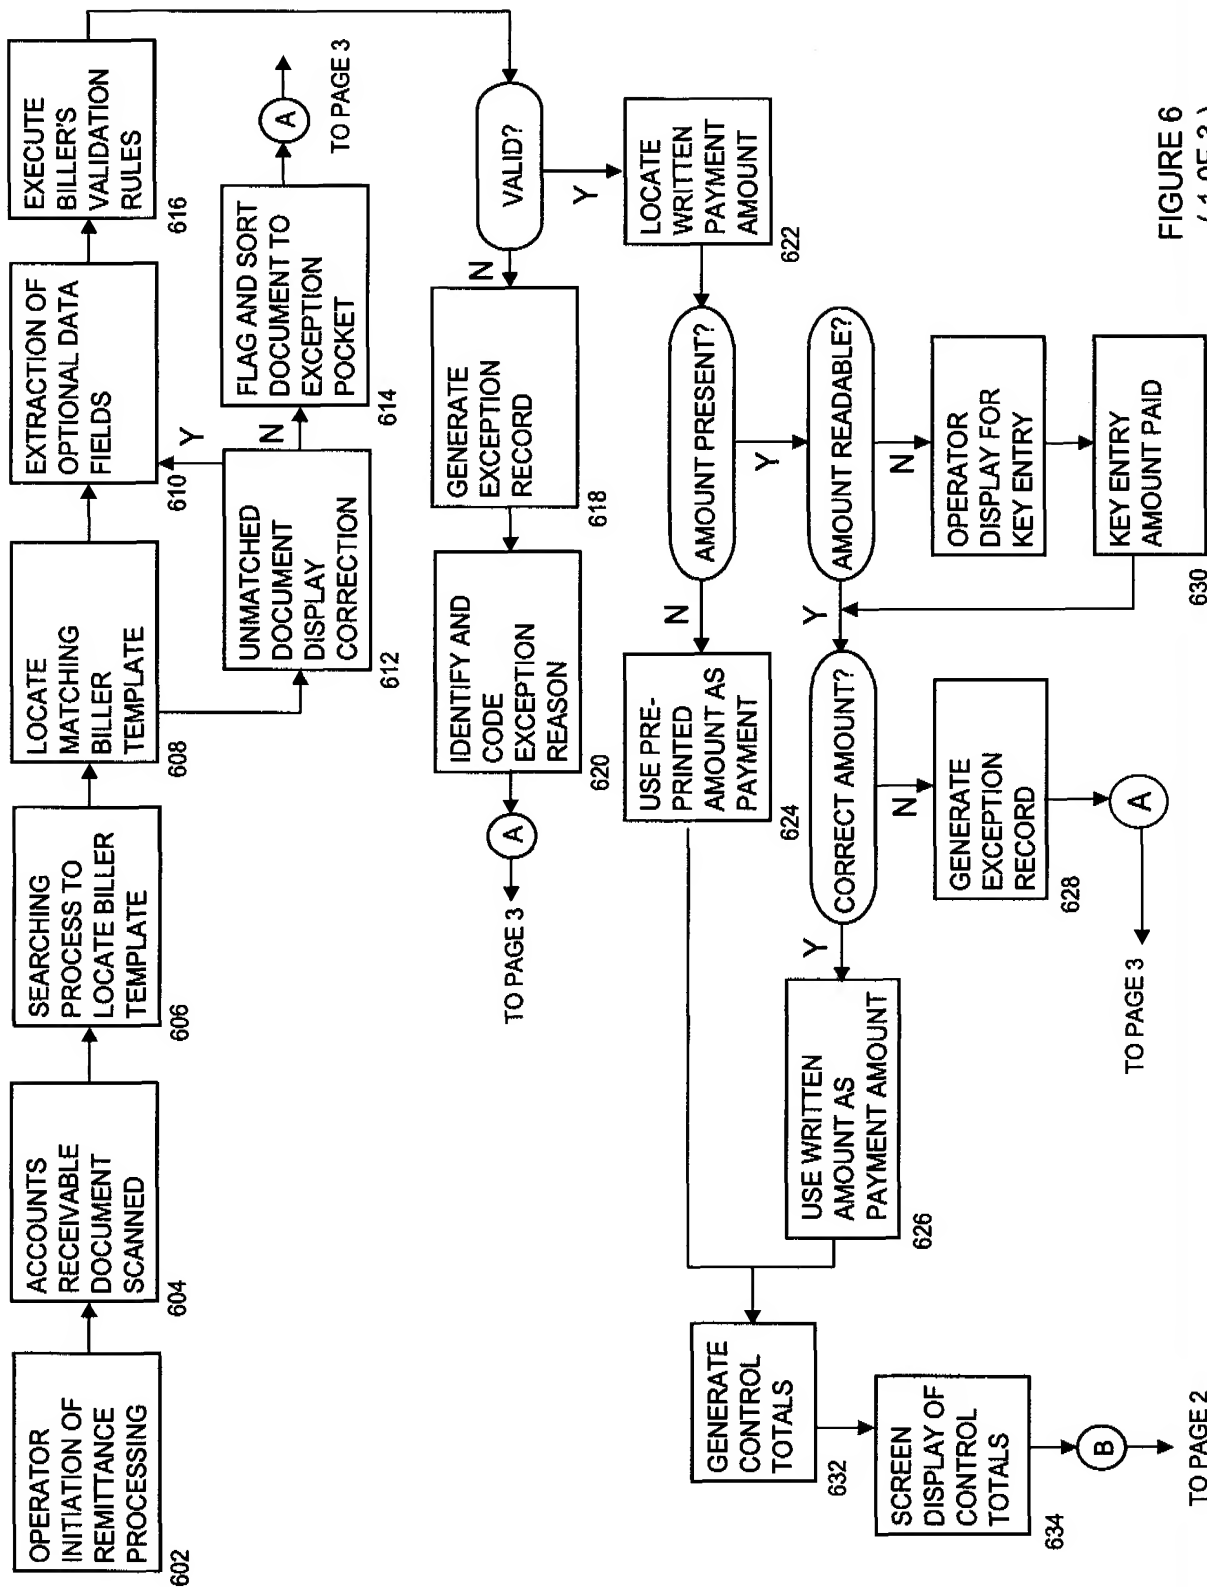 OPERATOR
INITIATION OF
REMITTANCE
PROCESSING
602
ACCOUNTS
RECEIVABLE
DOCUMENT
SCANNED
604
SEARCHING
PROCESS TO
LOCATE BILLER
TEMPLATE
606
LOCATE
MATCHING
BILLER
TEMPLATE
608
EXTRACTION OF
OPTIONAL DATA
FIELDS
610
EXECUTE
BILLER'S
VALIDATION
RULES
616
Y
UNMATCHED
DOCUMENT
DISPLAY
CORRECTION
612
N
FLAG AND SORT
DOCUMENT TO
EXCEPTION
POCKET
614
A
TO PAGE 3
VALID?
N
Y
GENERATE
EXCEPTION
RECORD
618
IDENTIFY AND
CODE
EXCEPTION
REASON
620
A
TO PAGE 3
LOCATE
WRITTEN
PAYMENT
AMOUNT
622
AMOUNT PRESENT?
N
Y
USE PRE-
PRINTED
AMOUNT AS
PAYMENT
624
AMOUNT READABLE?
Y
N
OPERATOR
DISPLAY FOR
KEY ENTRY
KEY ENTRY
AMOUNT PAID
630
CORRECT AMOUNT?
Y
N
USE WRITTEN
AMOUNT AS
PAYMENT AMOUNT
626
GENERATE
EXCEPTION
RECORD
628
A
TO PAGE 3
GENERATE
CONTROL
TOTALS
632
SCREEN
DISPLAY OF
CONTROL
TOTALS
634
B
TO PAGE 2
FIGURE 6
( 1 OF 3 )